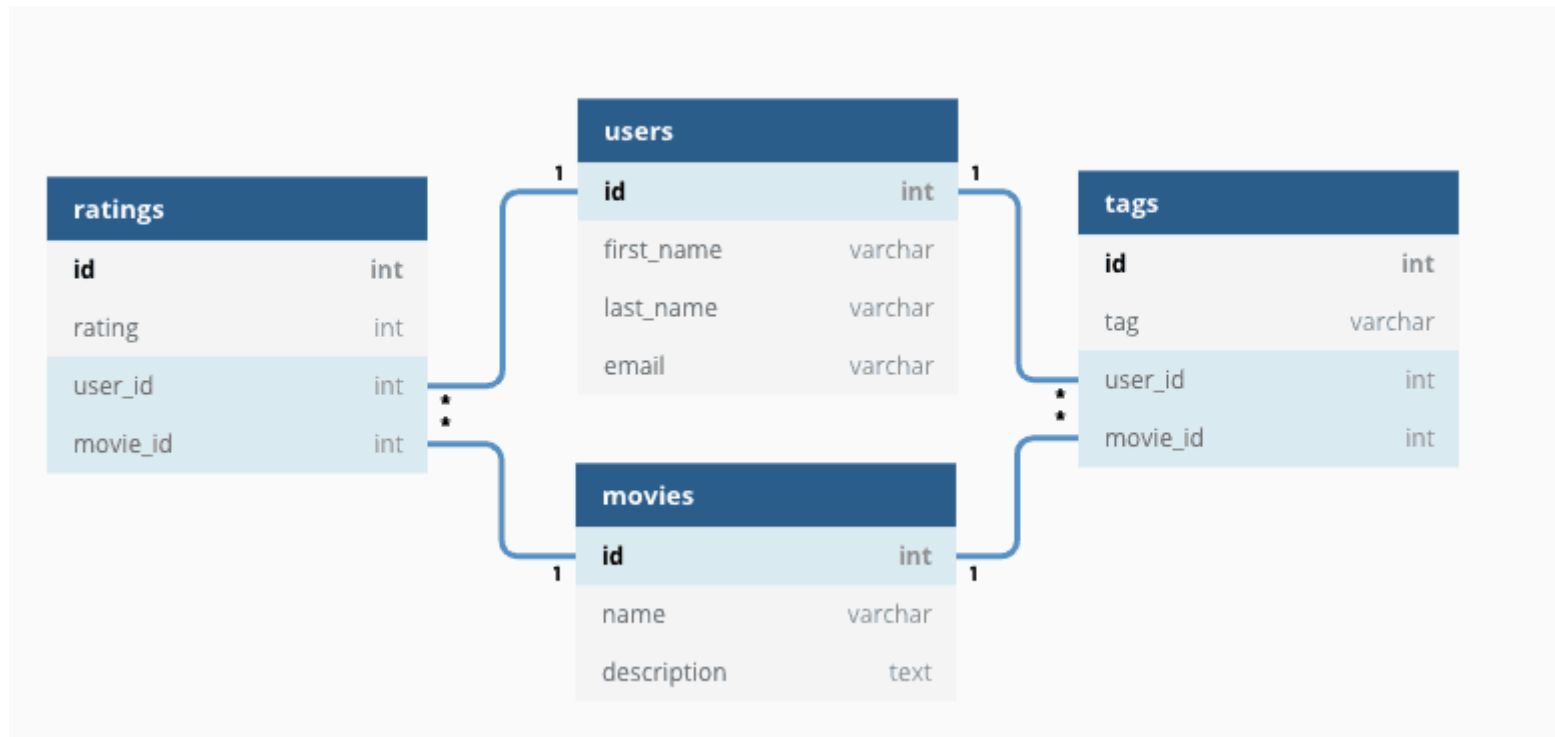 users
1
id int
1
first_name varchar
last_name varchar
email varchar
ratings
id int
rating int
user_id int
*
*
movie_id int
tags
id int
tag varchar
user_id int
*
*
movie_id int
movies
id int
1
1
name varchar
description text